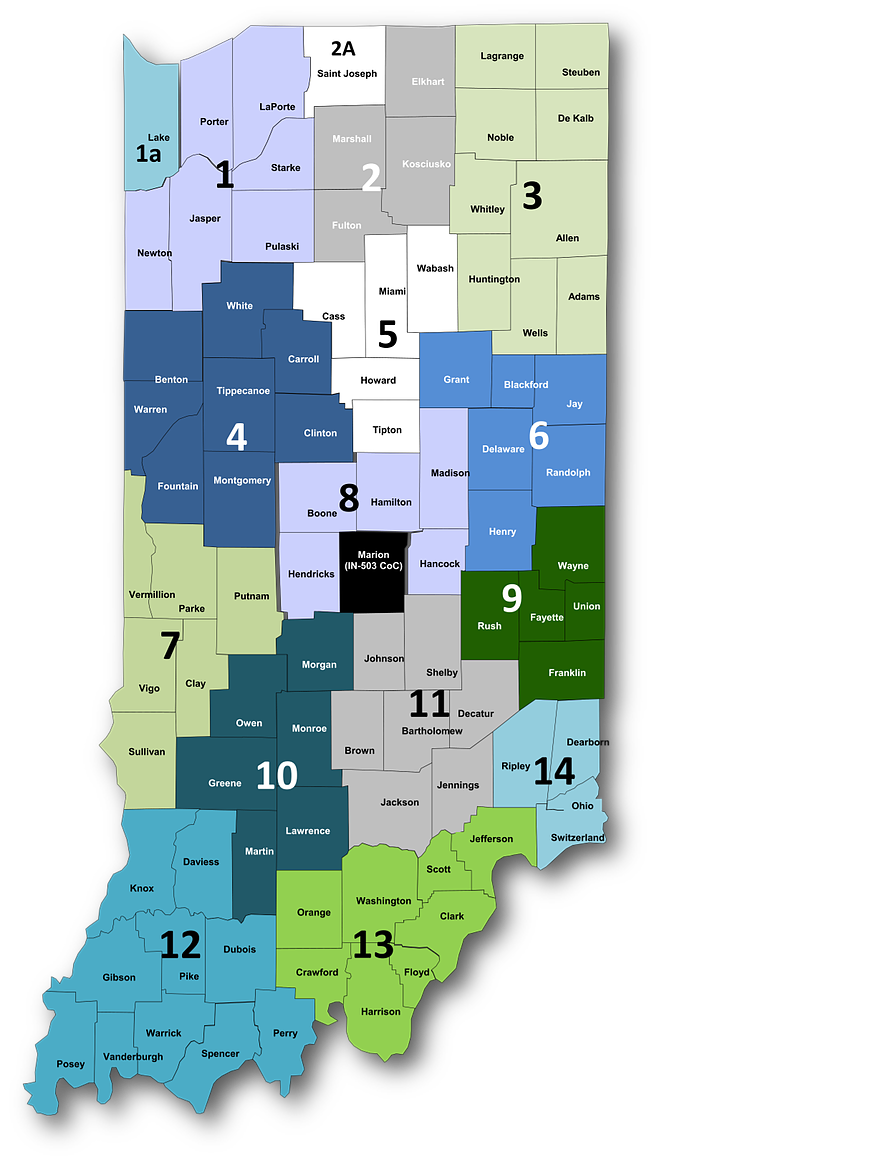 2A
Saint Joseph
Elkhart
Lagrange
Steuben
LaPorte
Porter
Lake
1a
1
Starke
Marshall
2
Kosciusko
Noble
De Kalb
3
Whitley
Allen
Newton
Jasper
Pulaski
Fulton
Wabash
Miami
Cass
5
Huntington
Wells
Adams
White
Carroll
Benton
Warren
Tippecanoe
4
Clinton
Howard
Tipton
Grant
Blackford
Jay
6
Delaware
Randolph
Fountain
Montgomery
Boone
8
Hamilton
Madison
Henry
Wayne
Hendricks
Marion
(IN-503 CoC)
Hancock
9
Rush
Fayette
Union
Franklin
Vermillion
Parke
Putnam
7
Vigo
Clay
Sullivan
Morgan
Johnson
Shelby
Owen
Monroe
Greene
10
11
Brown
Bartholomew
Decatur
Jackson
Jennings
Ripley
14
Dearborn
Ohio
Switzerland
Lawrence
Martin
Daviess
Knox
Jefferson
Scott
Clark
Washington
Orange
13
Crawford
Floyd
Harrison
12
Dubois
Gibson
Pike
Warrick
Vanderburgh
Posey
Spencer
Perry